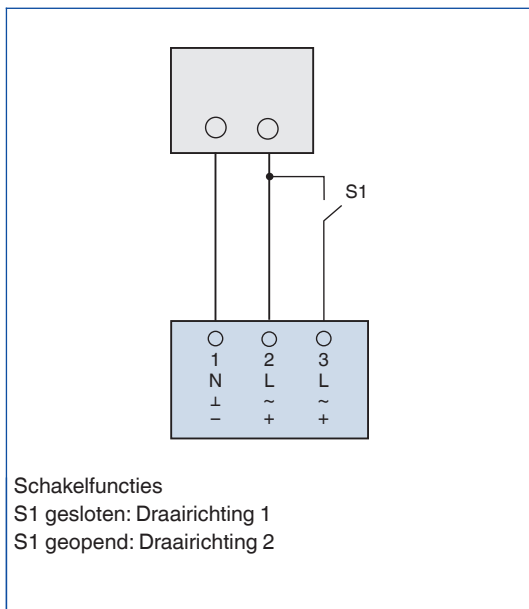 S1
1 2 3
N L L
⊥ ~ ~
− + +
Schakelfuncties
S1 gesloten: Draairichting 1
S1 geopend: Draairichting 2